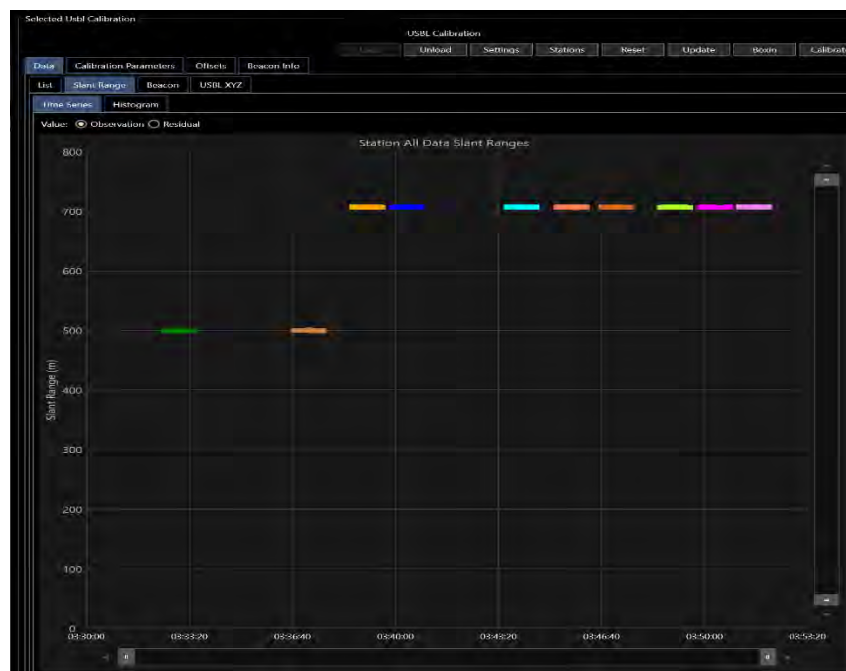 Selected Usbl Calibration
USBL Calibration
Unload Settings Stations Reset Update Boxin Calibrat
Data Calibration Parameters Offsets Beacon Info
List Slant Range Beacon USBL XYZ
Time Series Histogram
Value: Observation Residual
Station All Data Slant Ranges
800
700
600
500
400
300
200
100
0
Slant Range (m)
03:30:00 03:33:20 03:36:40 03:40:00 03:43:20 03:46:40 03:50:00 03:53:20